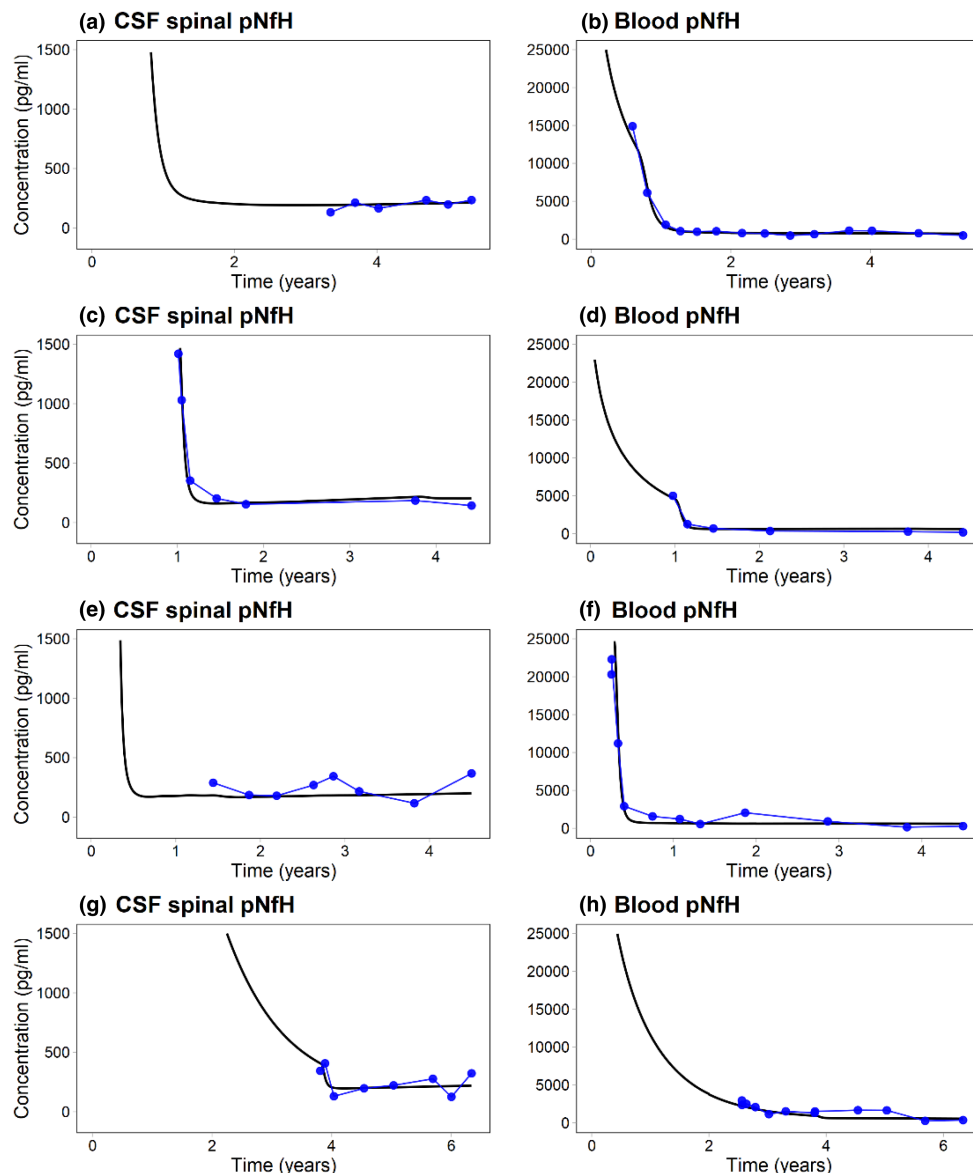 (a) CSF spinal pNfH
(b) Blood pNfH
Concentration (pg/ml)
1500
1000
500
0
0 2 4
Time (years)
25000
20000
15000
10000
5000
0
0 2 4
Time (years)
(c) CSF spinal pNfH
(d) Blood pNfH
Concentration (pg/ml)
1500
1000
500
0
0 1 2 3 4
Time (years)
25000
20000
15000
10000
5000
0
0 1 2 3 4
Time (years)
(e) CSF spinal pNfH
(f) Blood pNfH
Concentration (pg/ml)
1500
1000
500
0
0 1 2 3 4
Time (years)
25000
20000
15000
10000
5000
0
0 1 2 3 4
Time (years)
(g) CSF spinal pNfH
(h) Blood pNfH
Concentration (pg/ml)
1500
1000
500
0
0 2 4 6
Time (years)
25000
20000
15000
10000
5000
0
0 2 4 6
Time (years)